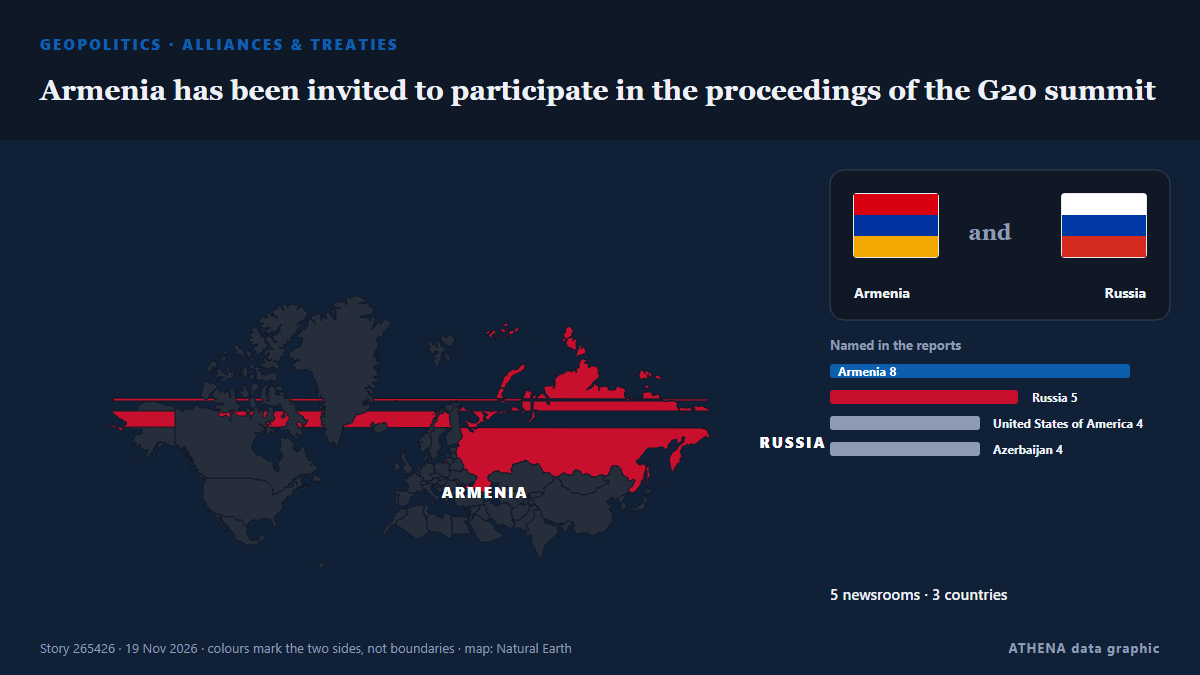 GEOPOLITICS · ALLIANCES & TREATIES
Armenia has been invited to participate in the proceedings of the G20 summit
and
Armenia
Russia
Named in the reports
Armenia 8
Russia 5
United States of America 4
RUSSIA
Azerbaijan 4
ARMENIA
5 newsrooms · 3 countries
Story 265426 · 19 Nov 2026 · colours mark the two sides, not boundaries · map: Natural Earth
ATHENA data graphic